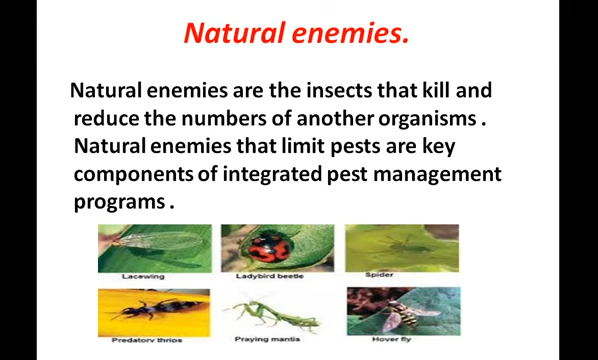 Natural enemies.
Natural enemies are the insects that kill and
reduce the numbers of another organisms .
Natural enemies that limit pests are key
components of integrated pest management
programs .
Lacewing Ladybird beetle Spider
Predatory thrips Praying mantis Hover fly